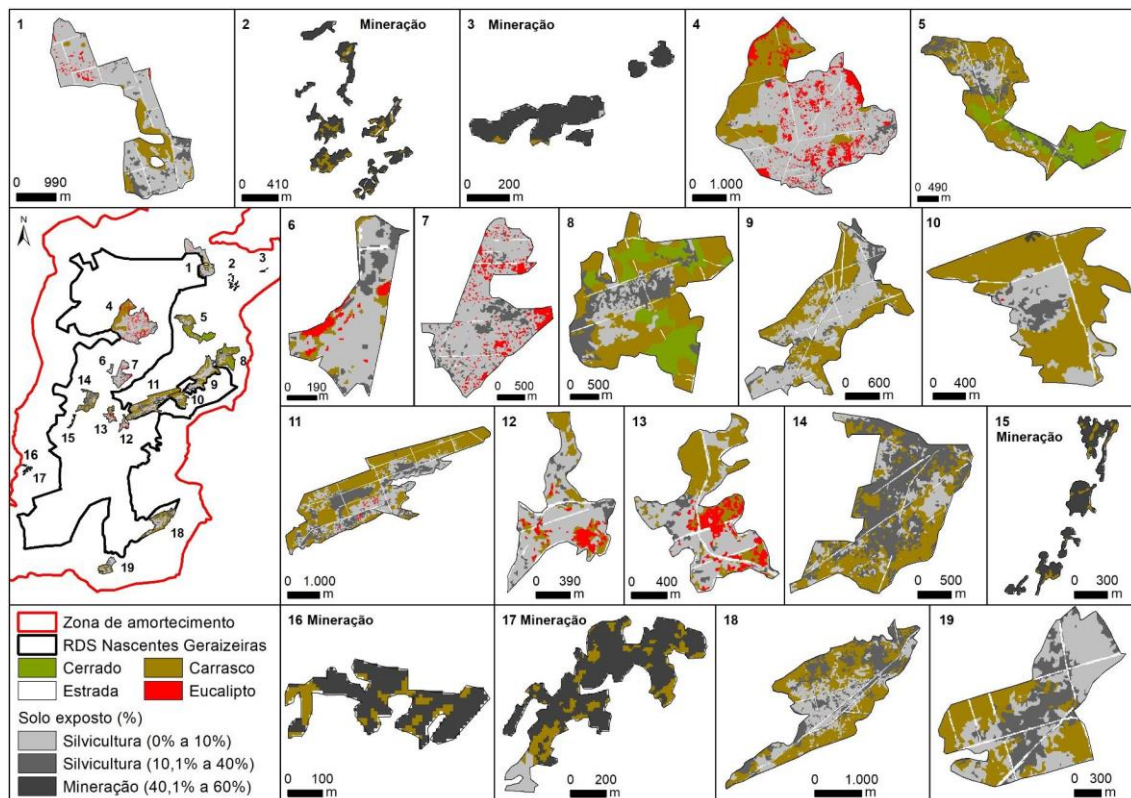 1
0 990 m
2 Mineração
0 410 m
3 Mineração
0 200 m
4
0 1.000 m
5
0 490 m
N
1
2
3
4
5
6
7
8
9
10
11
12
13
14
15
16
17
18
19
6
0 190 m
7
0 500 m
8
0 500 m
9
0 600 m
10
0 400 m
11
0 1.000 m
12
0 390 m
13
0 400 m
14
0 500 m
15
Mineração
0 300 m
Zona de amortecimento
RDS Nascentes Geraizeiras
Cerrado Carrasco
Estrada Eucalipto
Solo exposto (%)
Silvicultura (0% a 10%)
Silvicultura (10,1% a 40%)
Mineração (40,1% a 60%)
16 Mineração
0 100 m
17 Mineração
0 200 m
18
0 1.000 m
19
0 300 m